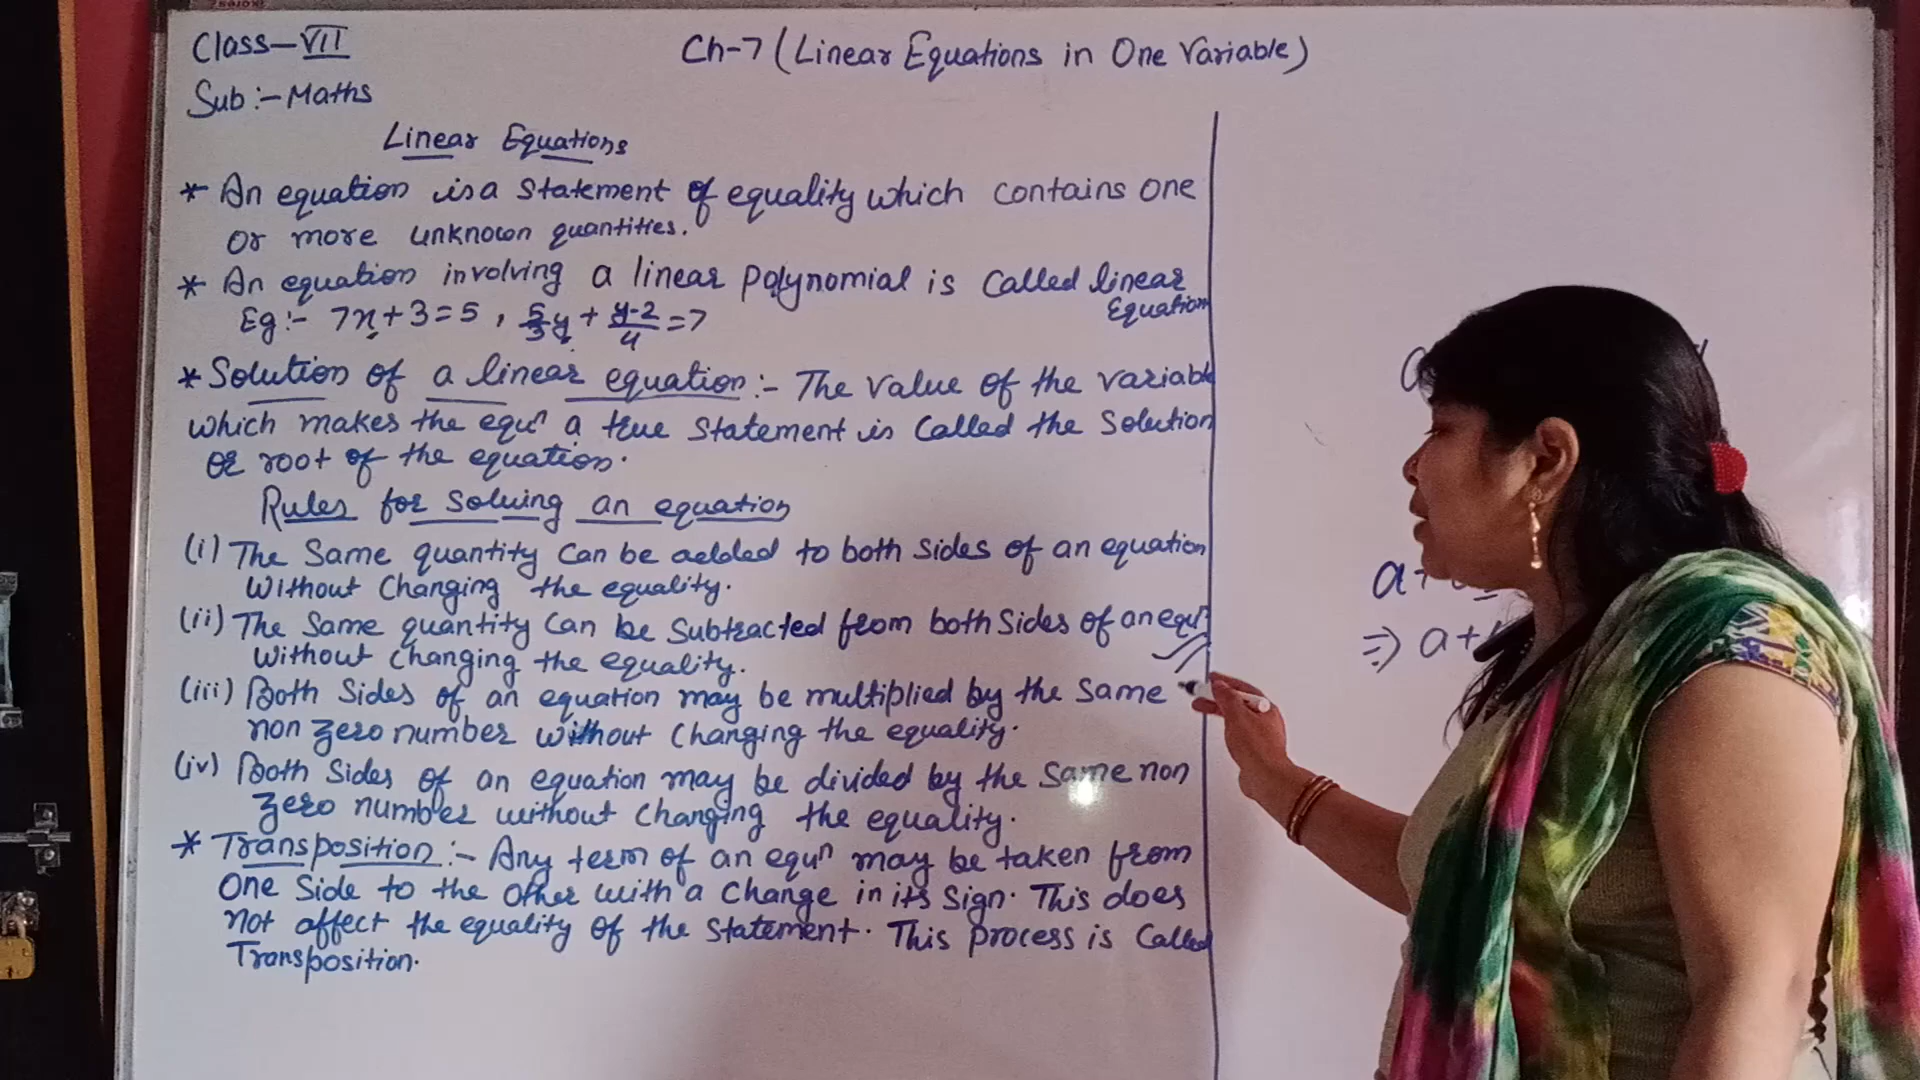 Class-VII
Ch-7 (Linear Equations in One Variable)
Sub:- Maths
Linear Equations
* An equation is a statement of equality which contains one
or more unknown quantities.
* An equation involving a linear polynomial is called linear
Equation
Eg:- 7x+3=5, 5/3y + y-2/4 =7
* Solution of a linear equation:- The value of the variable
which makes the equⁿ a true statement is called the solution
or root of the equation.
Rules for solving an equation
(i) The same quantity can be added to both sides of an equation
without changing the equality.
(ii) The same quantity can be subtracted from both sides of an equⁿ
without changing the equality.
(iii) Both sides of an equation may be multiplied by the same
non zero number without changing the equality.
(iv) Both sides of an equation may be divided by the same non
zero number without changing the equality.
* Transposition:- Any term of an equⁿ may be taken from
one side to the other with a change in its sign. This does
not affect the equality of the statement. This process is called
Transposition.
a+
⇒ a+